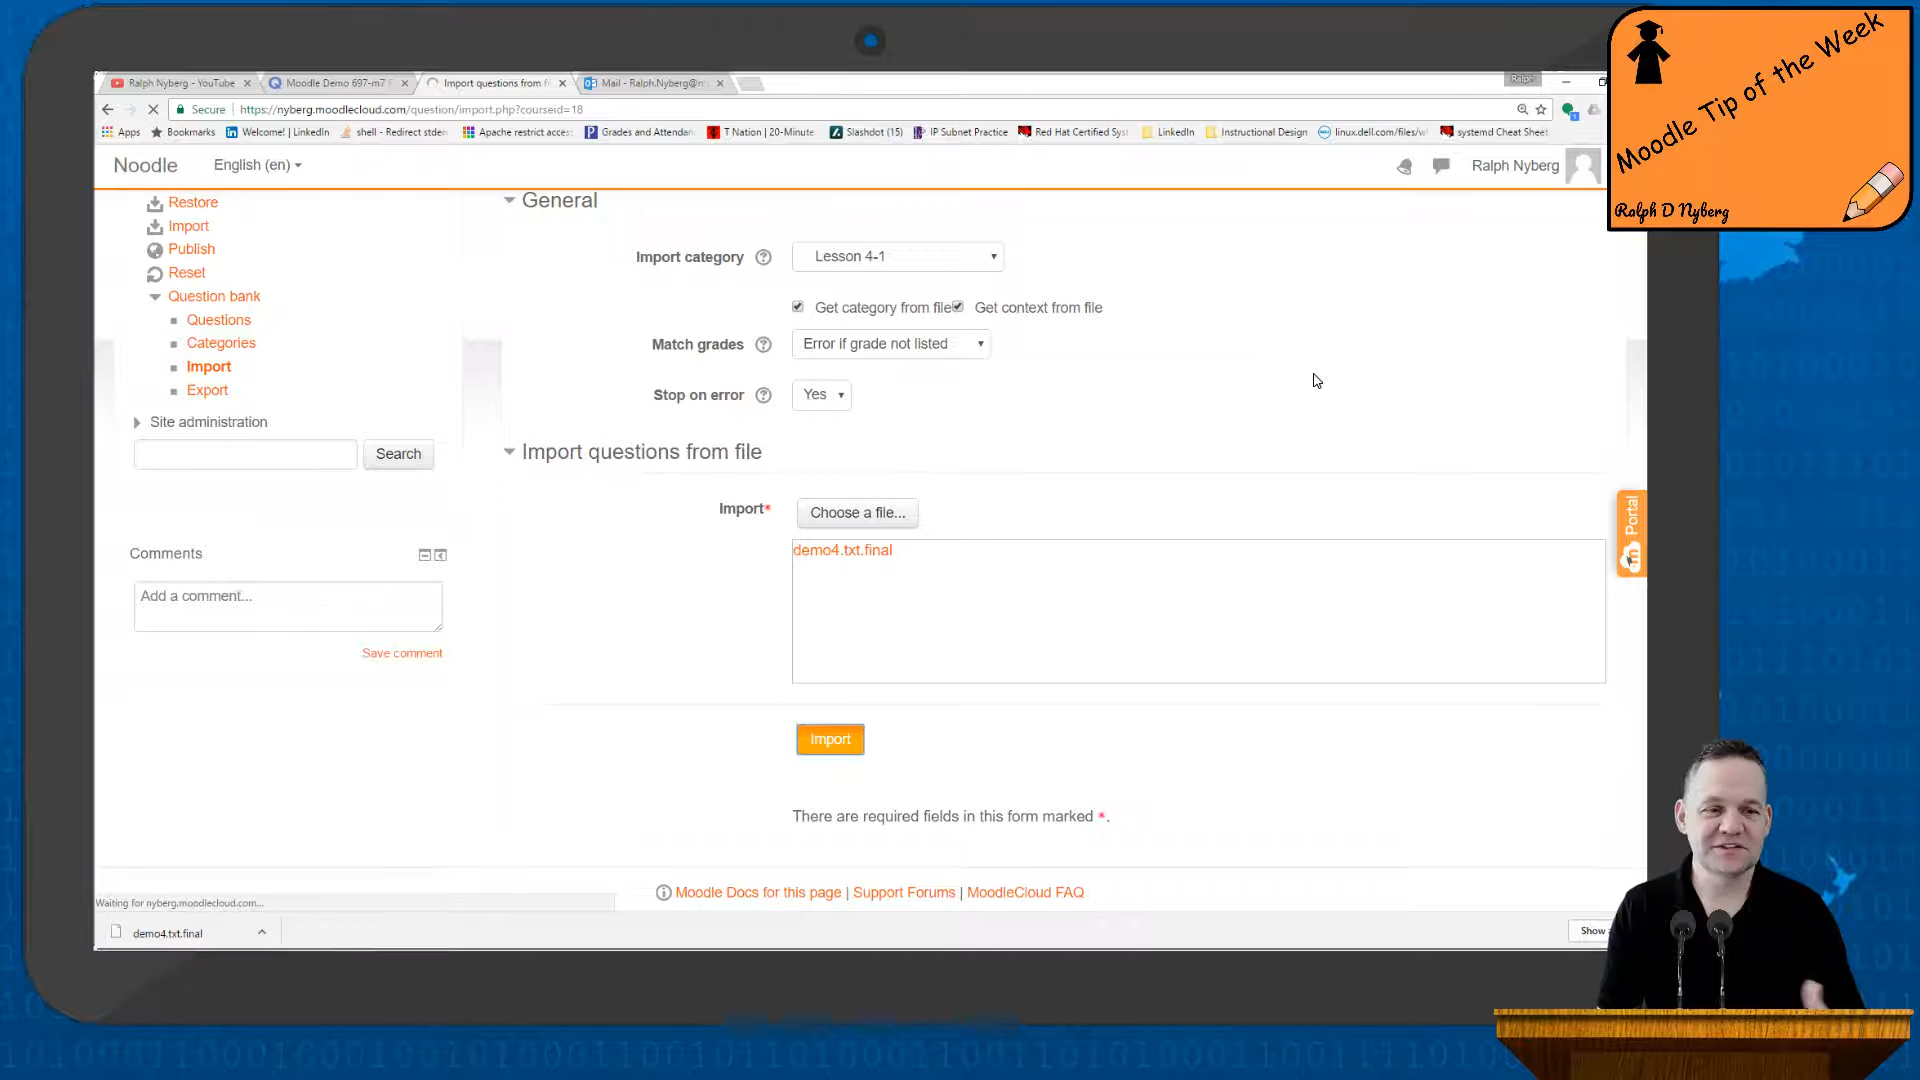 Moodle Tip of the Week
Ralph D Nyberg
Ralph Nyberg - YouTube
Moodle Demo 697-m7
Import questions from fi
Mail - Ralph.Nyberg@m
Ralph
Secure https://nyberg.moodlecloud.com/question/import.php?courseid=18
Apps Bookmarks Welcome! | LinkedIn shell - Redirect stderr Apache restrict acces: Grades and Attendan T Nation | 20-Minute Slashdot (15) IP Subnet Practice Red Hat Certified Sys LinkedIn Instructional Design linux.dell.com/files/w systemd Cheat Sheet
Noodle English (en) Ralph Nyberg
Restore
Import
Publish
Reset
Question bank
Questions
Categories
Import
Export
Site administration
Search
Comments
Add a comment...
Save comment
General
Import category Lesson 4-1
Get category from file Get context from file
Match grades Error if grade not listed
Stop on error Yes
Import questions from file
Import* Choose a file...
demo4.txt.final
Import
There are required fields in this form marked *.
Portal
Moodle Docs for this page | Support Forums | MoodleCloud FAQ
Waiting for nyberg.moodlecloud.com...
demo4.txt.final
Show